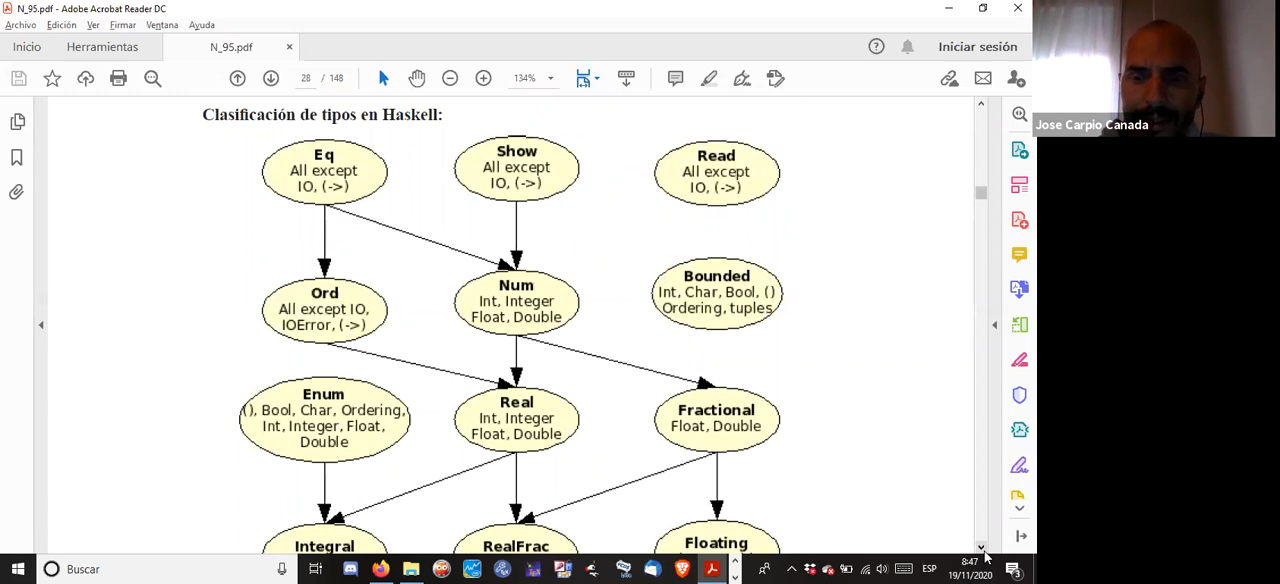 N_95.pdf - Adobe Acrobat Reader DC
Archivo Edición Ver Firmar Ventana Ayuda
Inicio Herramientas N_95.pdf × Iniciar sesión
28 / 148 134%
Jose Carpio Canada
Clasificación de tipos en Haskell:
Eq
All except
IO, (->)
Show
All except
IO, (->)
Read
All except
IO, (->)
Ord
All except IO,
IOError, (->)
Num
Int, Integer
Float, Double
Bounded
Int, Char, Bool, ()
Ordering, tuples
Enum
(), Bool, Char, Ordering,
Int, Integer, Float,
Double
Real
Int, Integer
Float, Double
Fractional
Float, Double
Integral
RealFrac
Floating
Buscar
ESP
8:47
19/11/2020
3